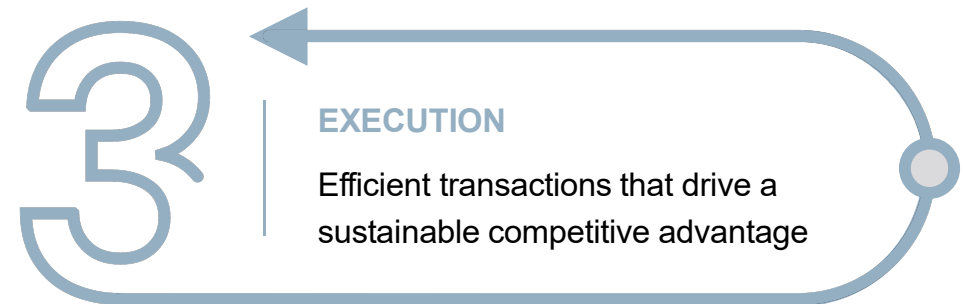 3
EXECUTION
Efficient transactions that drive a
sustainable competitive advantage